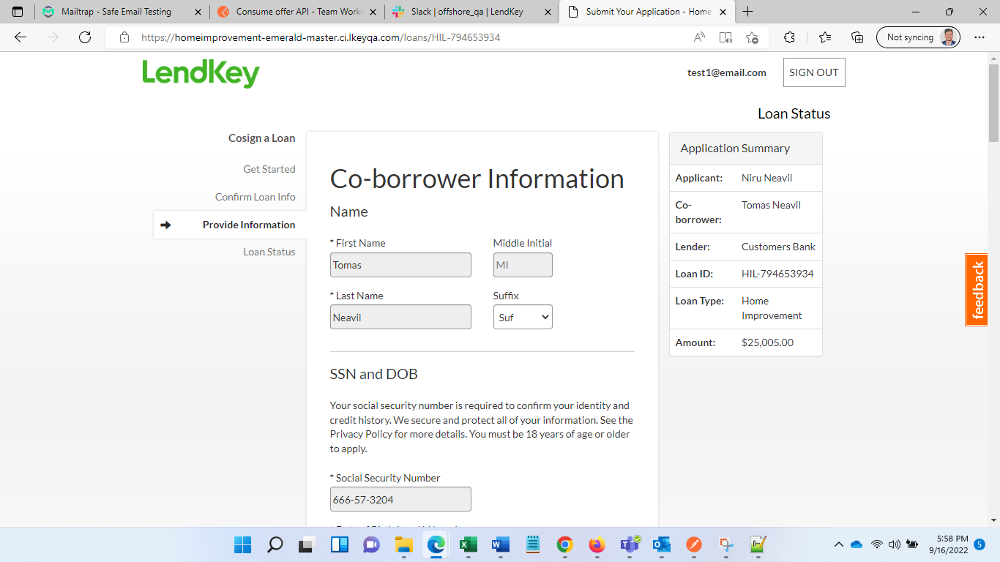 Mailtrap - Safe Email Testing
Consume offer API - Team Works
Slack | offshore_qa | LendKey
Submit Your Application - Home
https://homeimprovement-emerald-master.ci.lkeyqa.com/loans/HIL-794653934
Not syncing
LendKey
test1@email.com
SIGN OUT
Loan Status
Cosign a Loan
Get Started
Confirm Loan Info
Provide Information
Loan Status
Co-borrower Information
Name
* First Name
Middle Initial
Tomas
MI
* Last Name
Suffix
Neavil
Suf
SSN and DOB
Your social security number is required to confirm your identity and
credit history. We secure and protect all of your information. See the
Privacy Policy for more details. You must be 18 years of age or older
to apply.
* Social Security Number
666-57-3204
Application Summary
Applicant: Niru Neavil
Co- Tomas Neavil
borrower:
Lender: Customers Bank
Loan ID: HIL-794653934
Loan Type: Home
Improvement
Amount: $25,005.00
feedback
5:58 PM
9/16/2022
5